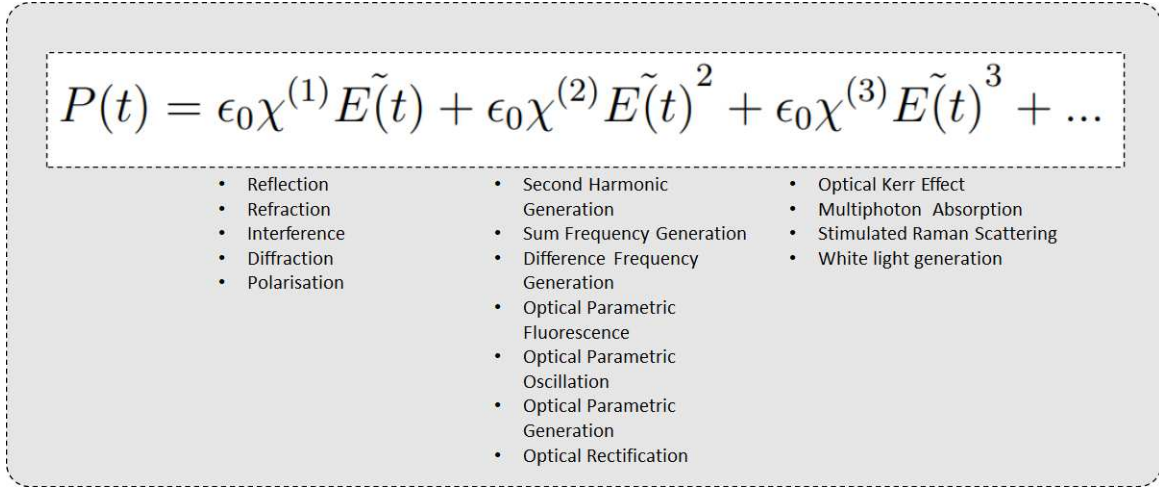 P(t) = ϵ₀χ⁽¹⁾Ẽ(t) + ϵ₀χ⁽²⁾Ẽ(t)² + ϵ₀χ⁽³⁾Ẽ(t)³ + ...
• Reflection
• Refraction
• Interference
• Diffraction
• Polarisation
• Second Harmonic
Generation
• Sum Frequency Generation
• Difference Frequency
Generation
• Optical Parametric
Fluorescence
• Optical Parametric
Oscillation
• Optical Parametric
Generation
• Optical Rectification
• Optical Kerr Effect
• Multiphoton Absorption
• Stimulated Raman Scattering
• White light generation